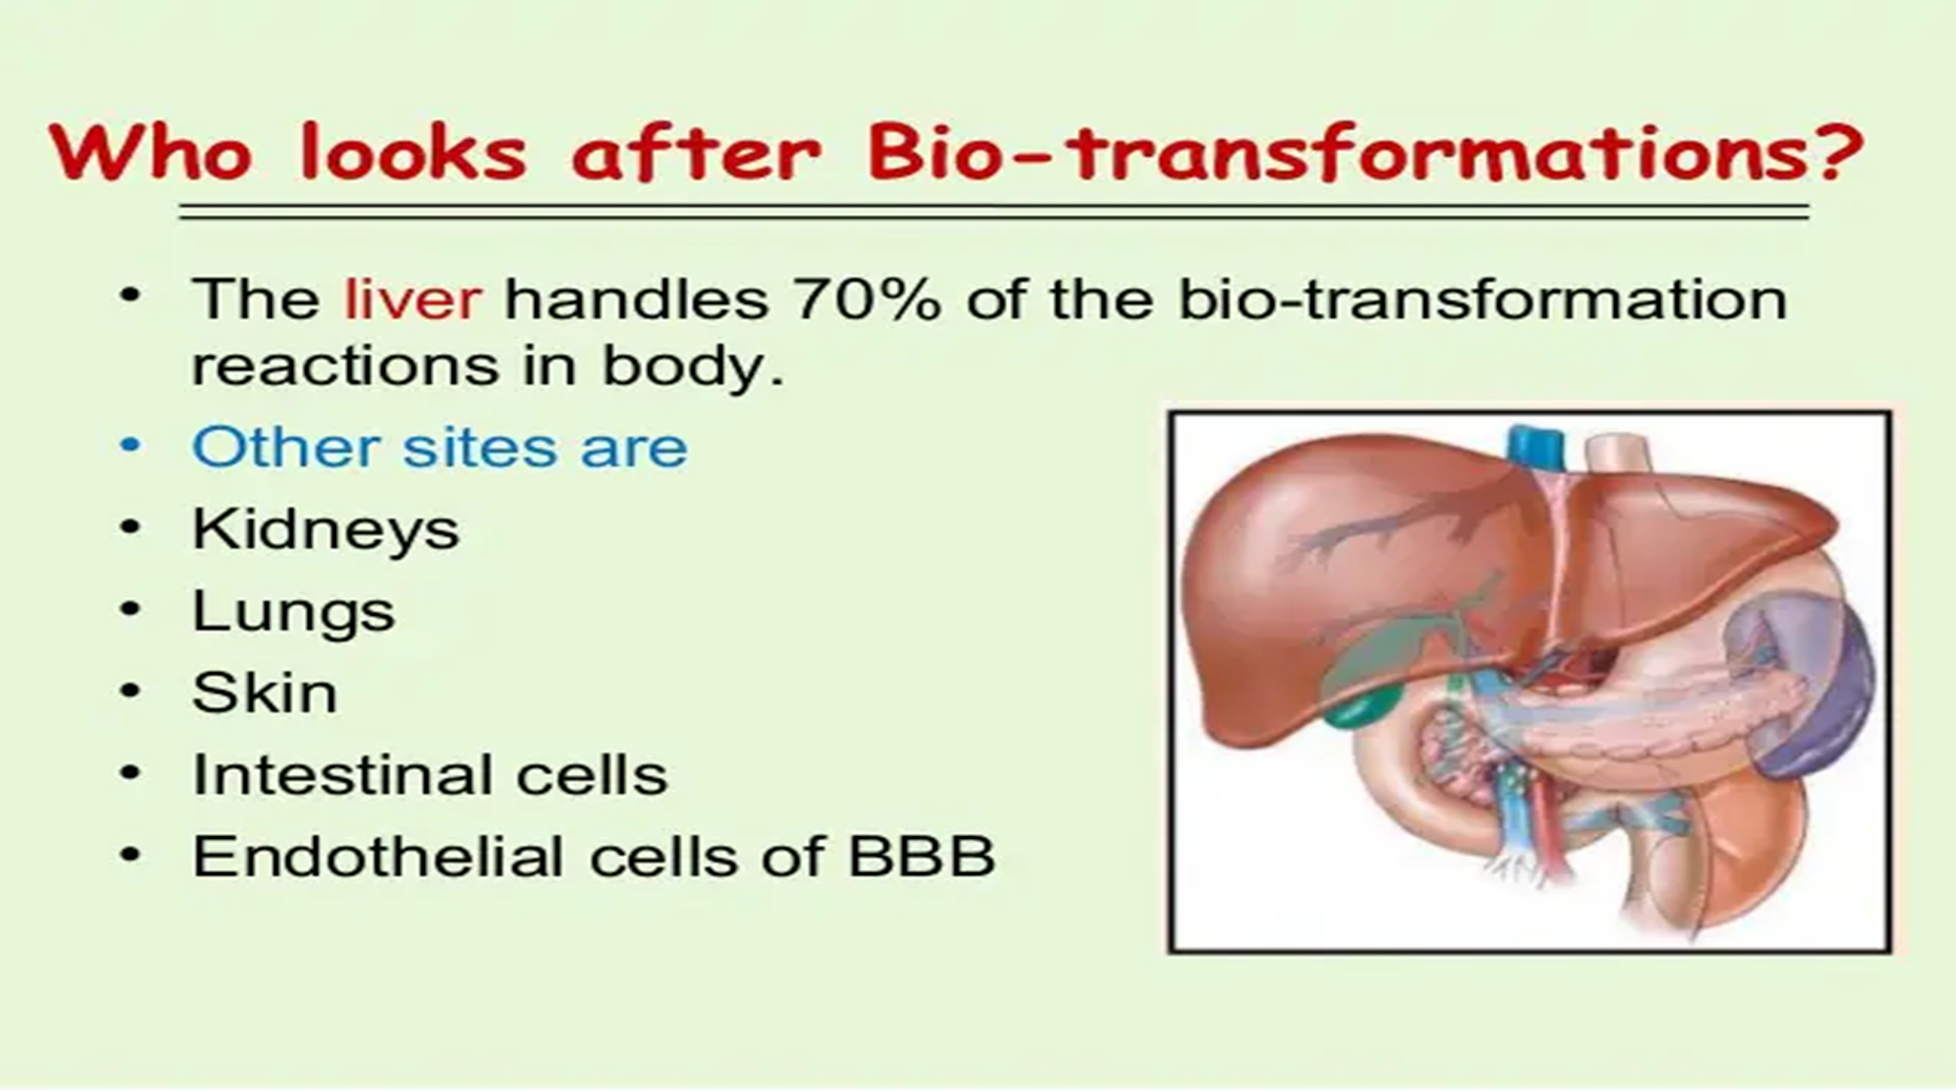 Who looks after Bio-transformations?
• The liver handles 70% of the bio-transformation
reactions in body.
• Other sites are
• Kidneys
• Lungs
• Skin
• Intestinal cells
• Endothelial cells of BBB